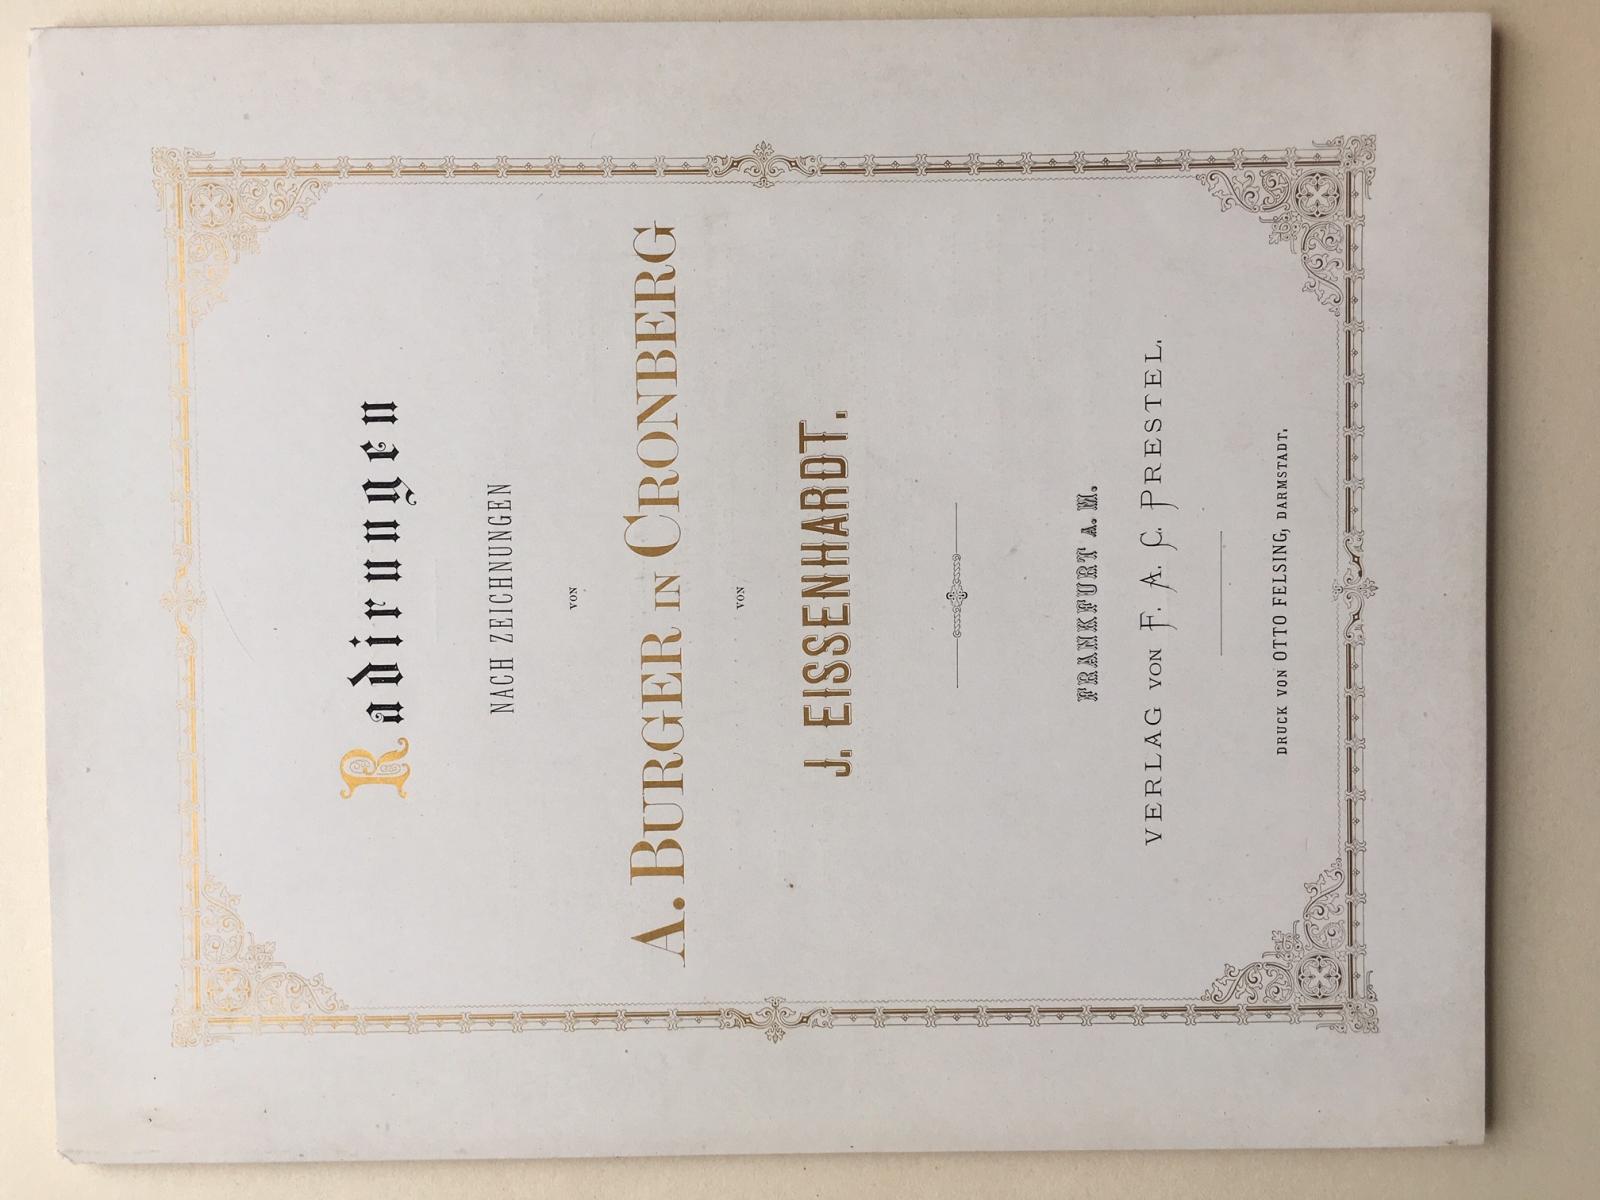 Radirungen
NACH ZEICHNUNGEN
VON
A. BURGER IN CRONBERG
VON
J. EISSENHARDT.
FRANKFURT A. M.
VERLAG VON F. A. C. PRESTEL.
DRUCK VON OTTO FELSING, DARMSTADT.